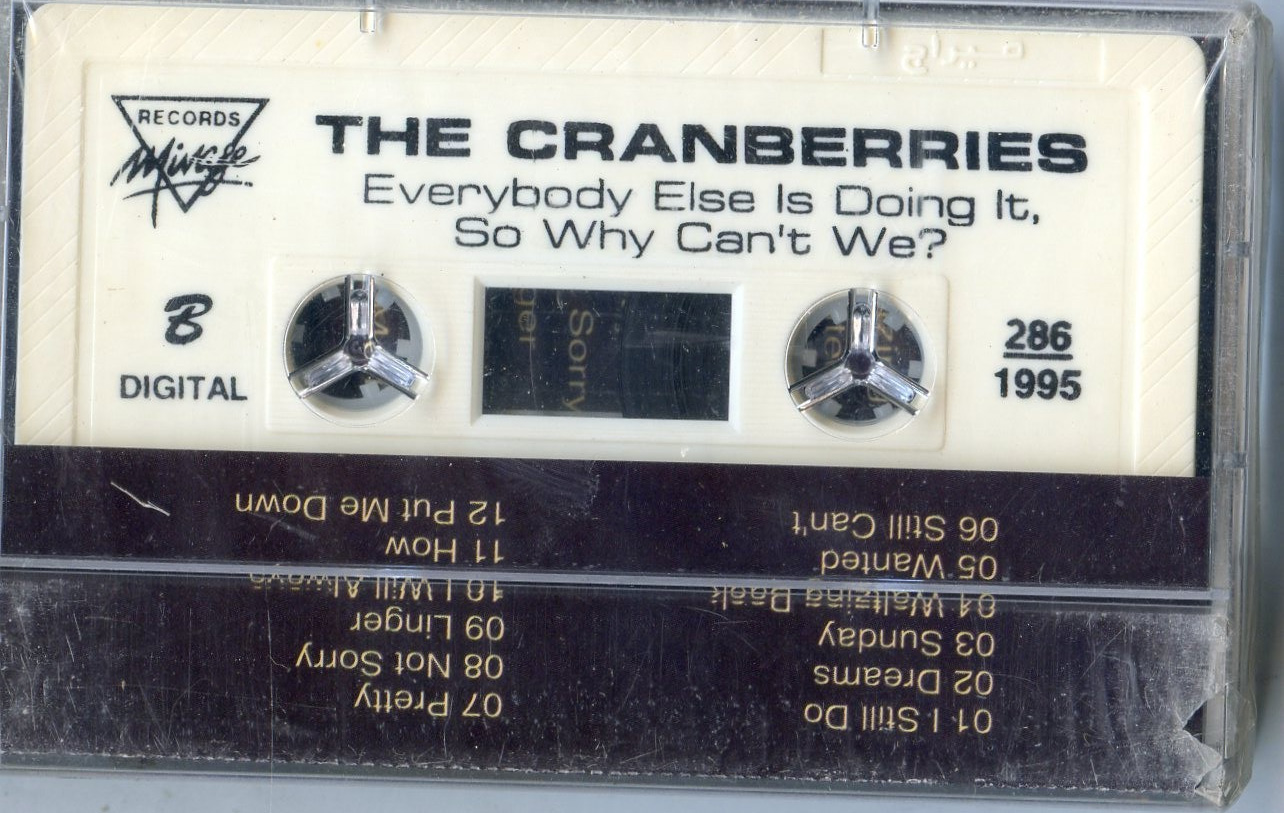 ميراج
RECORDS
Mirage
THE CRANBERRIES
Everybody Else Is Doing It,
So Why Can't We?
B
DIGITAL
286
1995
Sorry
01 I Still Do
02 Dreams
03 Sunday
04 Waltzing Back
05 Wanted
06 Still Can't
07 Pretty
08 Not Sorry
09 Linger
10 I Will Always
11 How
12 Put Me Down